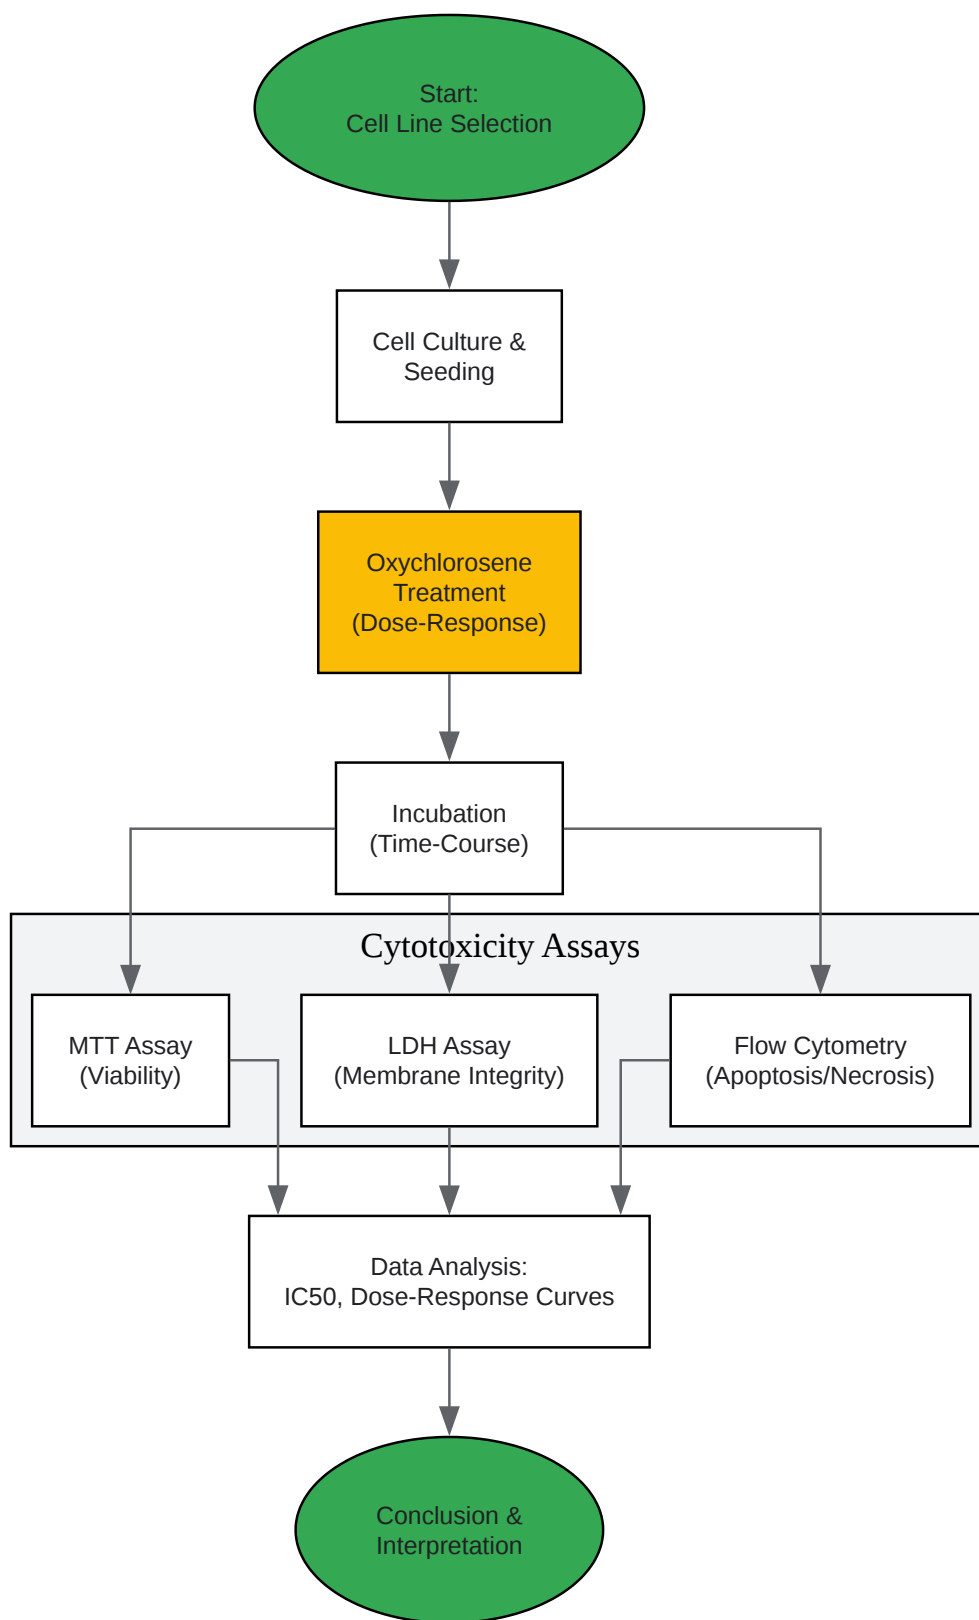 Start:
Cell Line Selection
Cell Culture &
Seeding
Oxychlorosene
Treatment
(Dose-Response)
Incubation
(Time-Course)
Cytotoxicity Assays
MTT Assay
(Viability)
LDH Assay
(Membrane Integrity)
Flow Cytometry
(Apoptosis/Necrosis)
Data Analysis:
IC50, Dose-Response Curves
Conclusion &
Interpretation